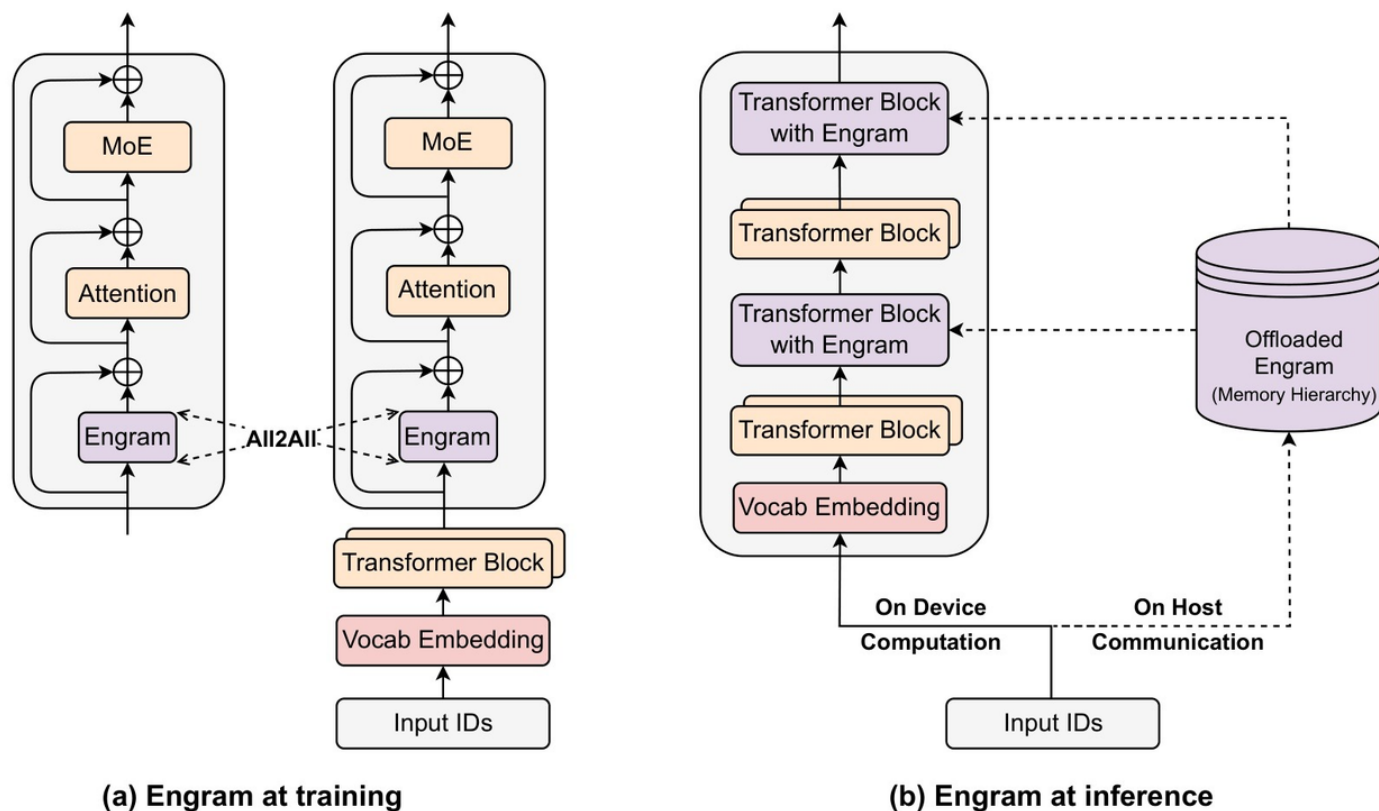 MoE
Attention
Engram
All2All
MoE
Attention
Engram
Transformer Block
Vocab Embedding
Input IDs
(a) Engram at training
Transformer Block
with Engram
Transformer Block
Transformer Block
with Engram
Transformer Block
Vocab Embedding
Offloaded
Engram
(Memory Hierarchy)
On Device
Computation
On Host
Communication
Input IDs
(b) Engram at inference